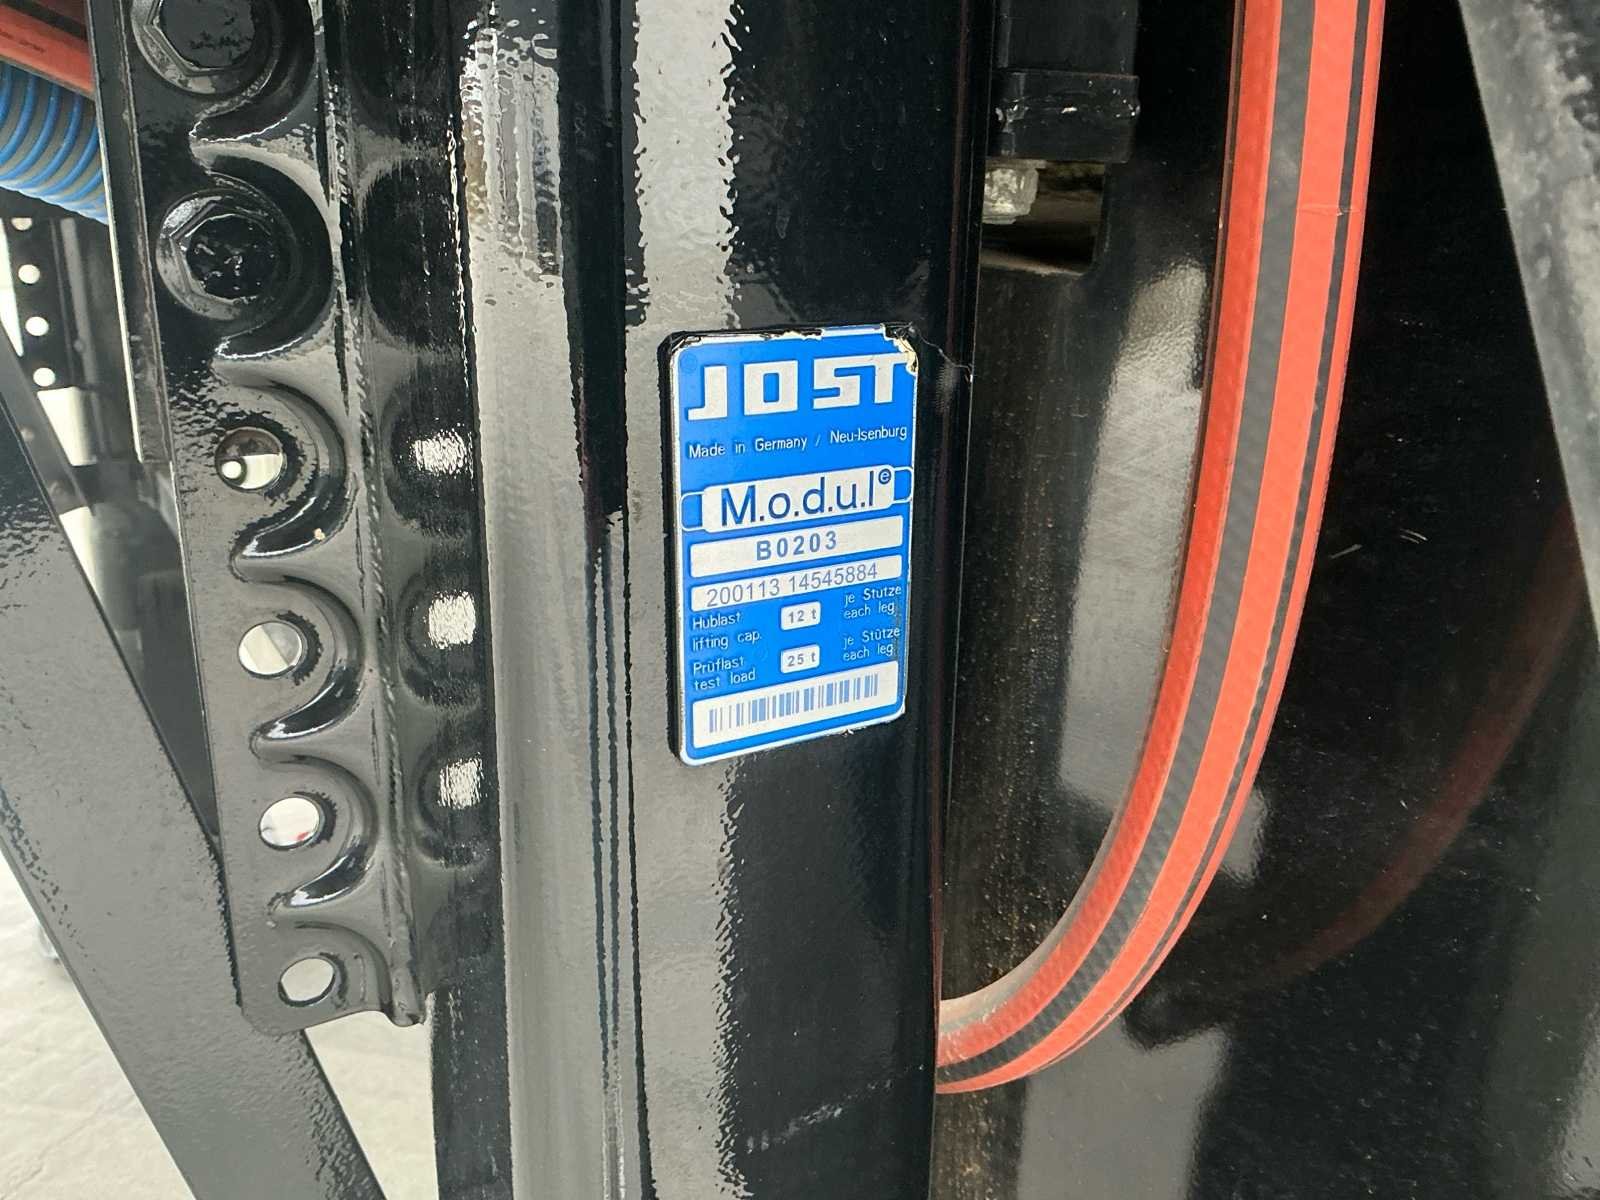 JOST
Made in Germany / Neu-Isenburg
M.o.d.u.l e
B0203
200113 14545884
Hublast 12 t je Stütze
lifting cap. each leg
Prüflast 25 t je Stütze
test load each leg